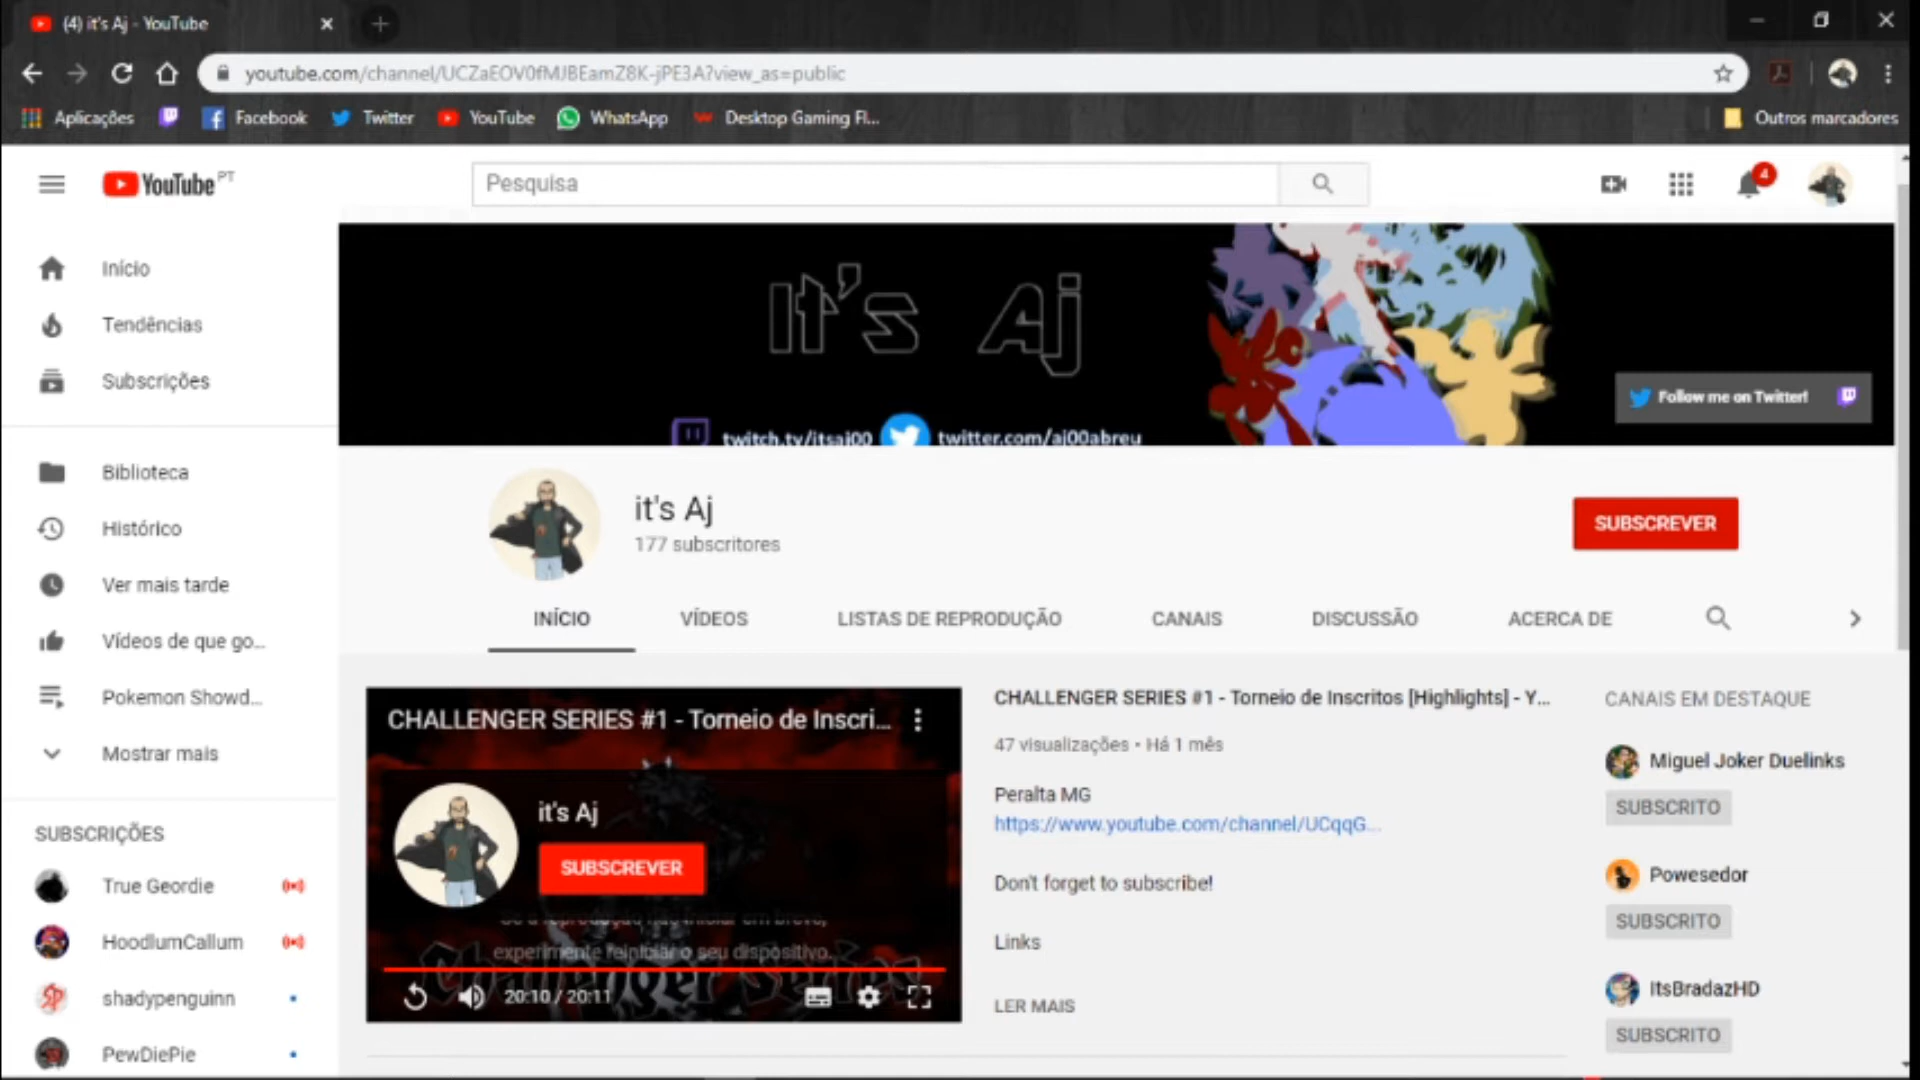 (4) it's Aj - YouTube
youtube.com/channel/UCZaEOV0fMJBEamZ8K-jPE3A?view_as=public
Aplicações
Facebook
Twitter
YouTube
WhatsApp
Desktop Gaming Fl...
Outros marcadores
YouTube PT
Pesquisa
4
Início
Tendências
Subscrições
Biblioteca
Histórico
Ver mais tarde
Vídeos de que go...
Pokemon Showd...
Mostrar mais
SUBSCRIÇÕES
True Geordie
HoodlumCallum
shadypenguinn
PewDiePie
It's Aj
twitch.tv/itsaj00 twitter.com/aj00abreu
Follow me on Twitter!
it's Aj
177 subscritores
SUBSCREVER
INÍCIO
VÍDEOS
LISTAS DE REPRODUÇÃO
CANAIS
DISCUSSÃO
ACERCA DE
CHALLENGER SERIES #1 - Torneio de Inscri...
it's Aj
SUBSCREVER
experimente reiniciar o seu dispositivo.
Challenger Series
20:10 / 20:11
CHALLENGER SERIES #1 - Torneio de Inscritos [Highlights] - Y...
47 visualizações • Há 1 mês
Peralta MG
https://www.youtube.com/channel/UCqqG...
Don't forget to subscribe!
Links
LER MAIS
CANAIS EM DESTAQUE
Miguel Joker Duelinks
SUBSCRITO
Powesedor
SUBSCRITO
ItsBradazHD
SUBSCRITO